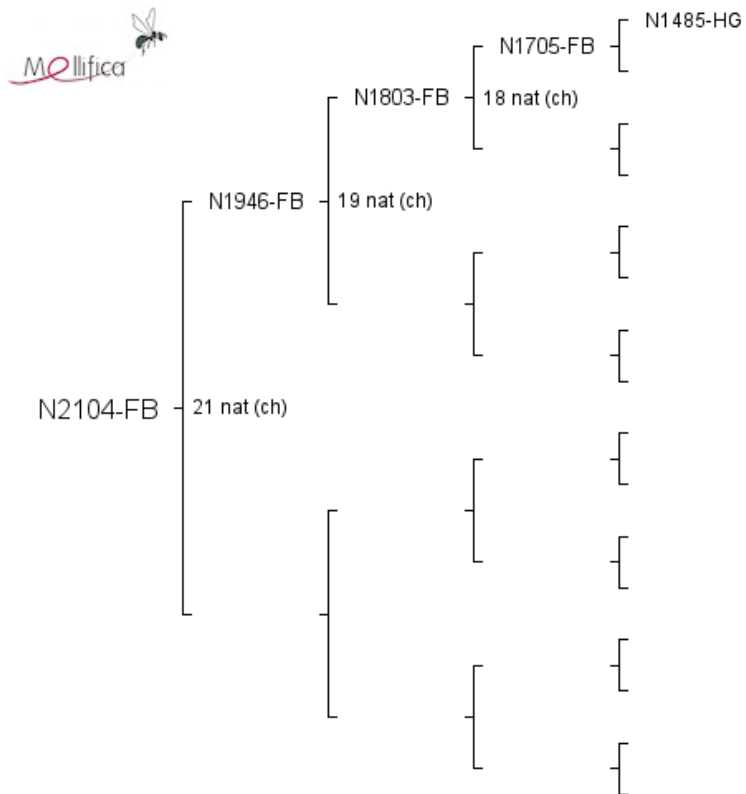 Mellifica
N1485-HG
N1705-FB
N1803-FB
18 nat (ch)
N1946-FB
19 nat (ch)
N2104-FB
21 nat (ch)